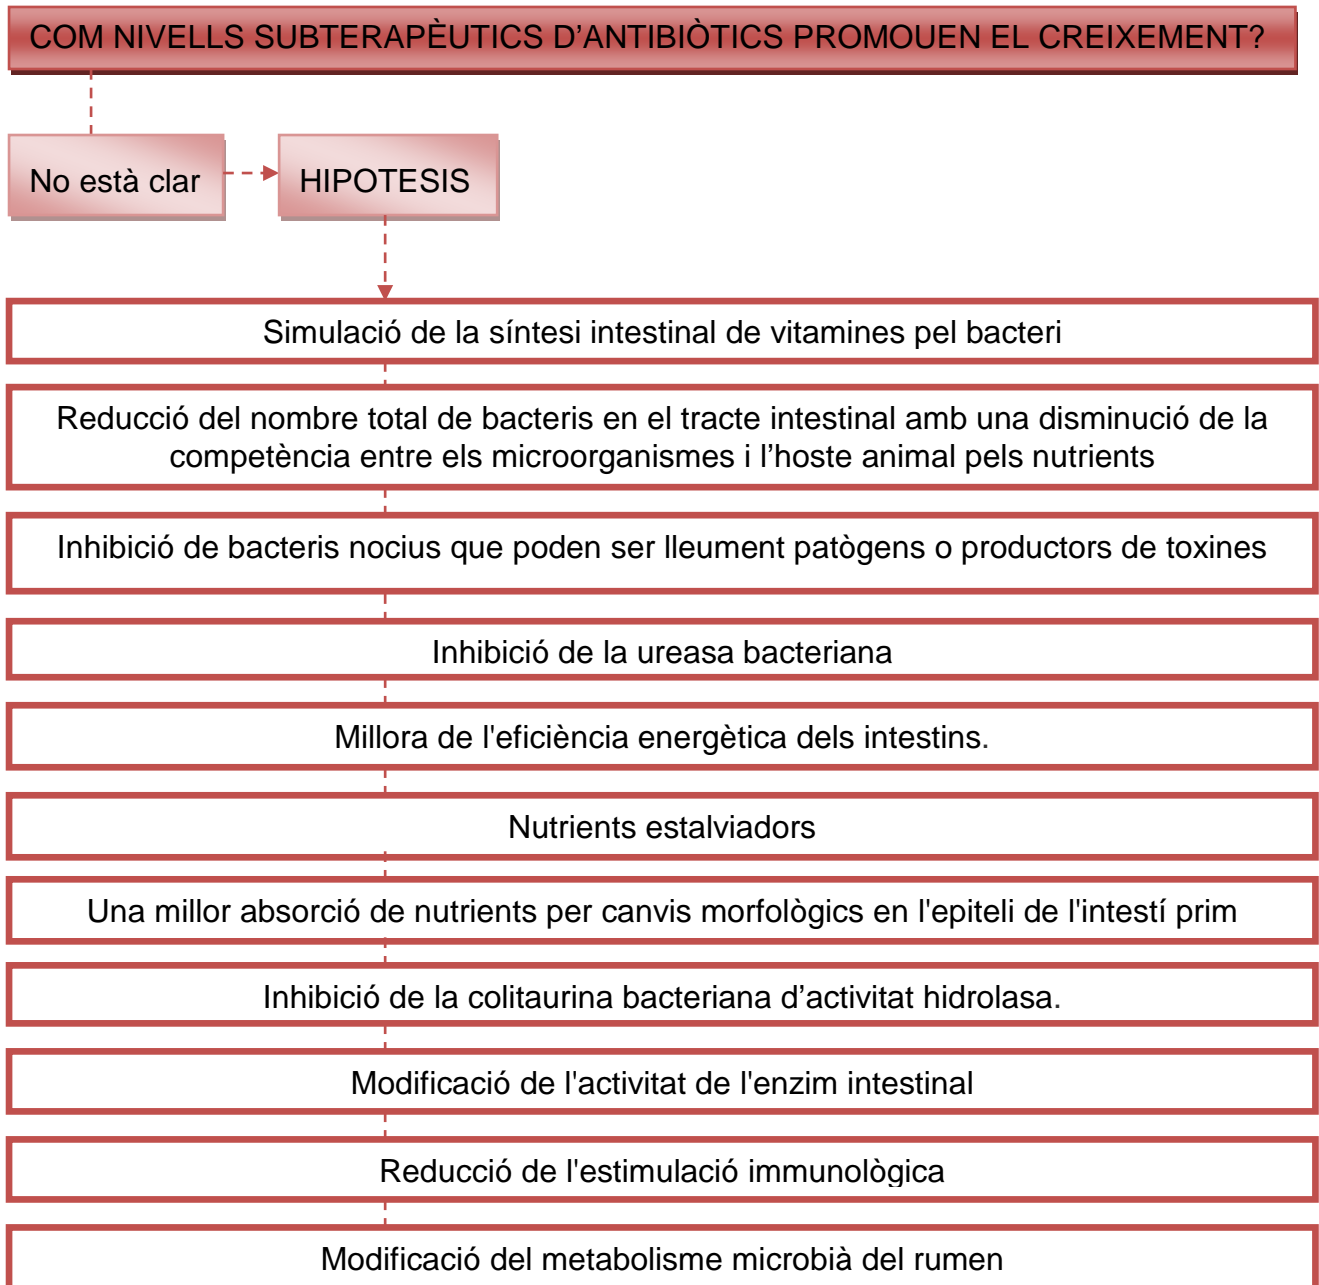 COM NIVELLS SUBTERAPÈUTICS D'ANTIBIÒTICS PROMOUEN EL CREIXEMENT?
No està clar
HIPOTESIS
Simulació de la síntesi intestinal de vitamines pel bacteri
Reducció del nombre total de bacteris en el tracte intestinal amb una disminució de la
competència entre els microorganismes i l’hoste animal pels nutrients
Inhibició de bacteris nocius que poden ser lleument patògens o productors de toxines
Inhibició de la ureasa bacteriana
Millora de l'eficiència energètica dels intestins.
Nutrients estalviadors
Una millor absorció de nutrients per canvis morfològics en l'epiteli de l'intestí prim
Inhibició de la colitaurina bacteriana d’activitat hidrolasa.
Modificació de l'activitat de l'enzim intestinal
Reducció de l'estimulació immunològica
Modificació del metabolisme microbià del rumen